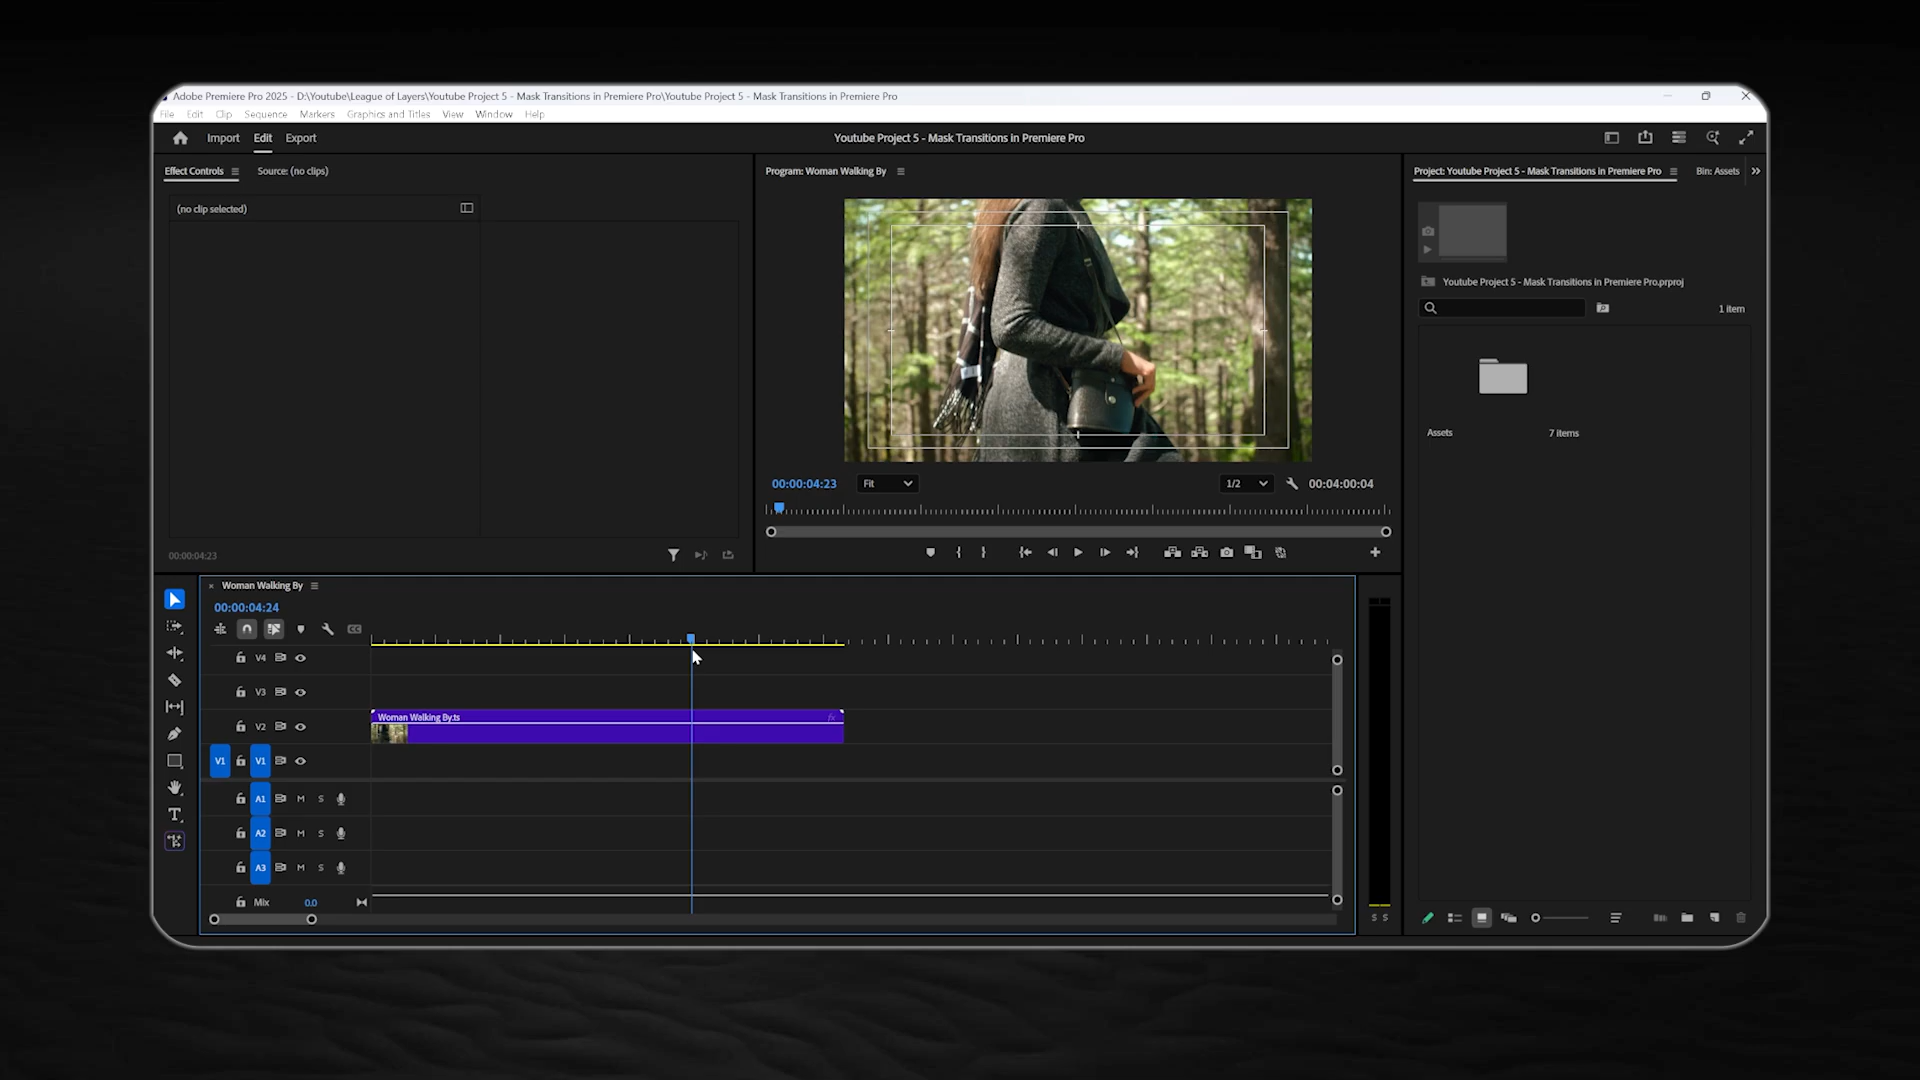 Adobe Premiere Pro 2025 - D:\Youtube\League of Layers\Youtube Project 5 - Mask Transitions in Premiere Pro\Youtube Project 5 - Mask Transitions in Premiere Pro
File Edit Clip Sequence Markers Graphics and Titles View Window Help
Import Edit Export
Youtube Project 5 - Mask Transitions in Premiere Pro
Effect Controls
Source: (no clips)
(no clip selected)
00:00:04:23
Program: Woman Walking By
00:00:04:23
Fit
1/2
00:04:00:04
Project: Youtube Project 5 - Mask Transitions in Premiere Pro
Bin: Assets
Youtube Project 5 - Mask Transitions in Premiere Pro.prproj
1 item
Assets
7 items
× Woman Walking By
00:00:04:24
CC
V4
V3
Woman Walking By.ts
fx
V2
V1 V1
A1 M S
A2 M S
A3 M S
Mix 0.0
S S